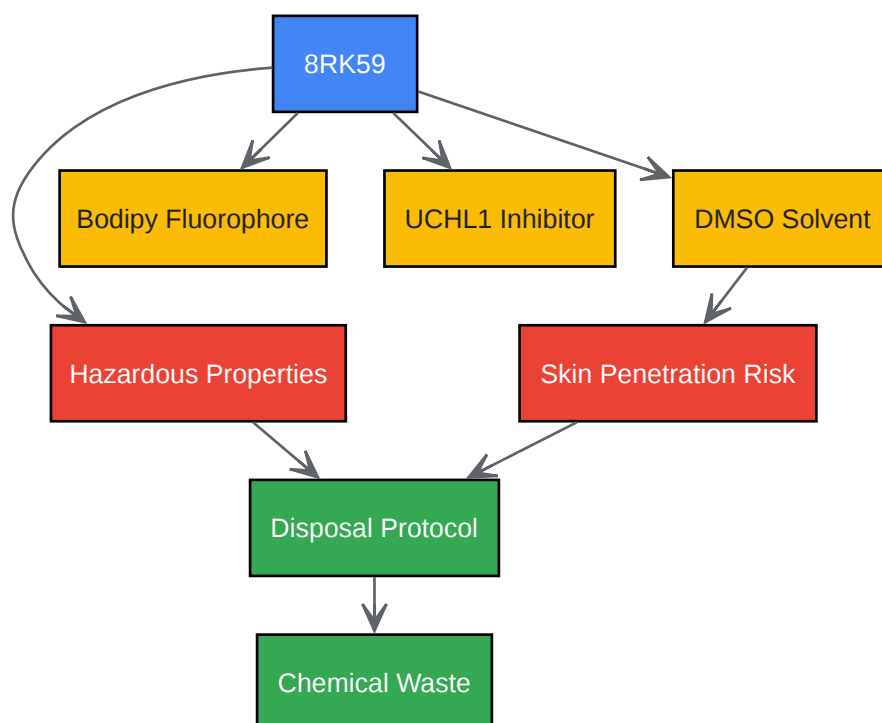 8RK59
Bodipy Fluorophore
UCHL1 Inhibitor
DMSO Solvent
Hazardous Properties
Skin Penetration Risk
Disposal Protocol
Chemical Waste